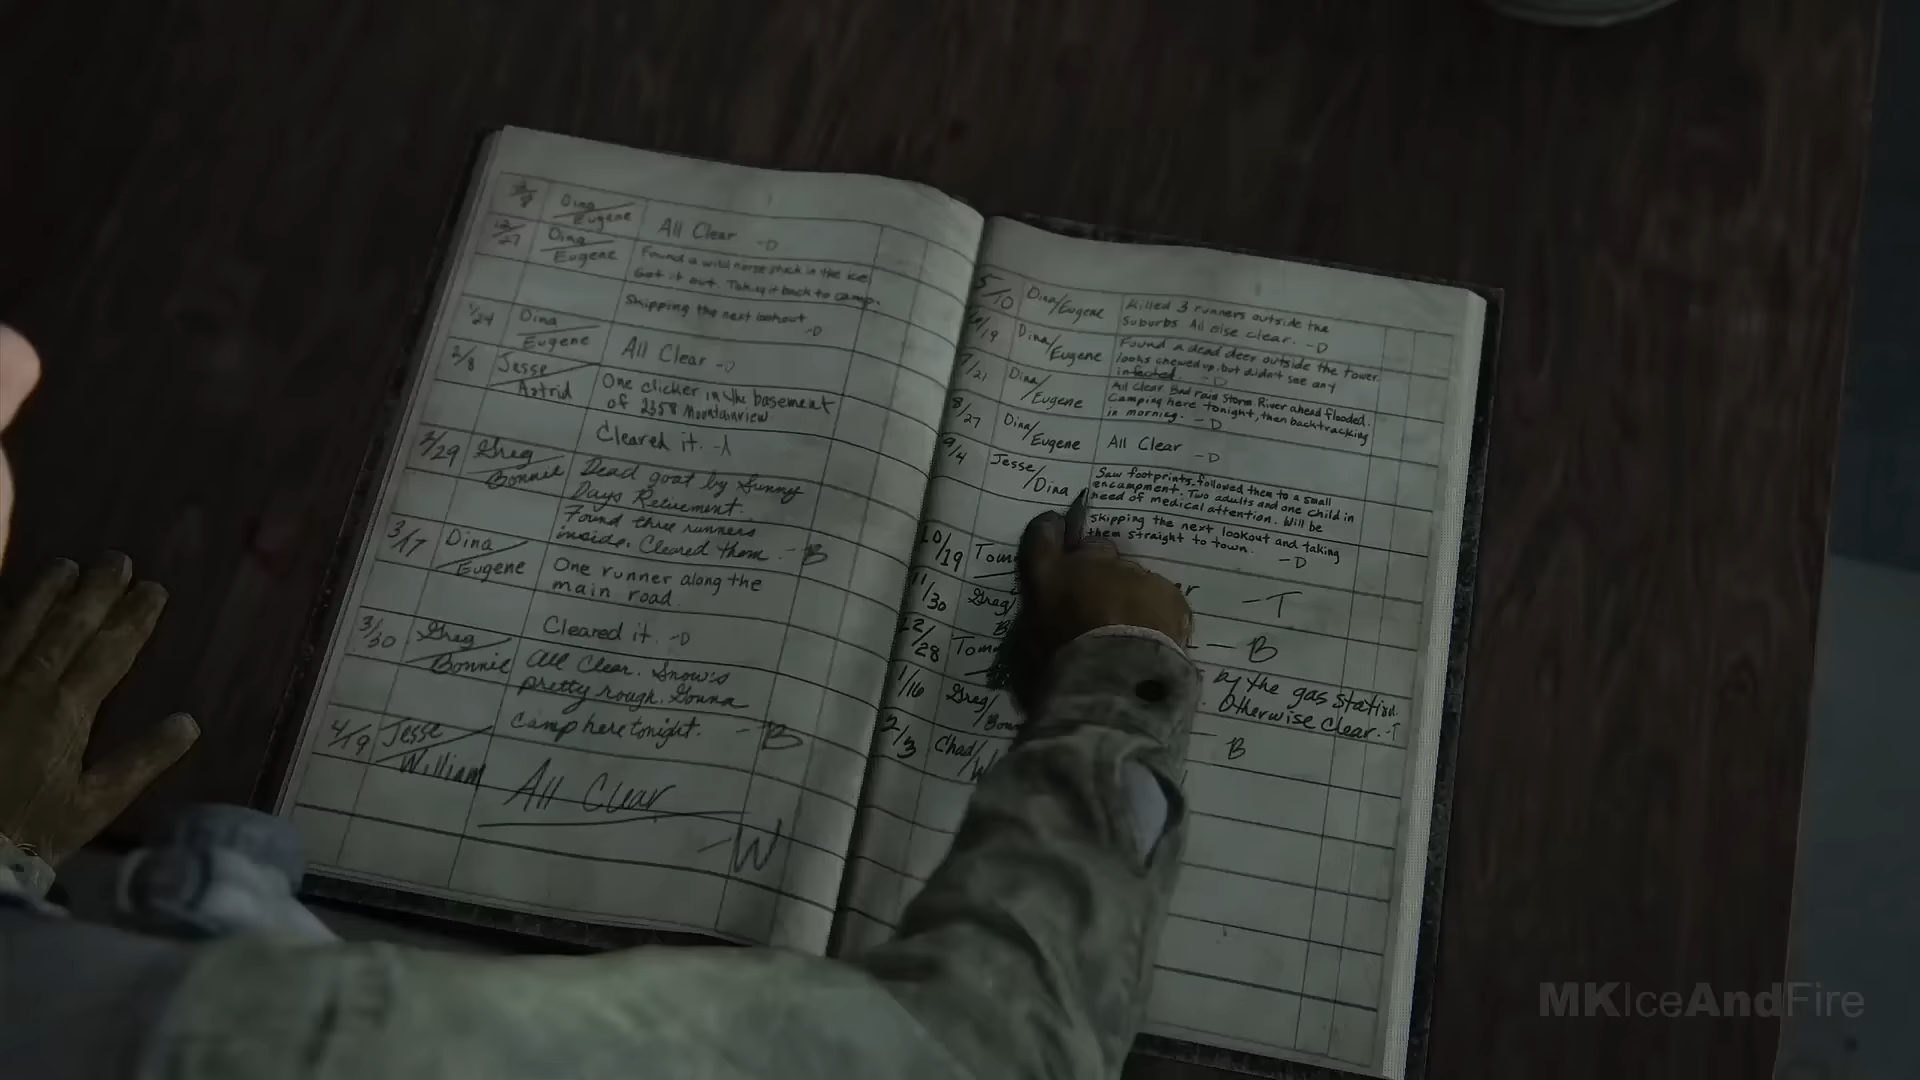 Dina/
Eugene
All Clear -D
12/27
Dina/
Eugene
Found a wild horse stuck in the ice
Got it out. Taking it back to camp.
Skipping the next lookout
-D
1/24
Dina
Eugene
All Clear -D
2/8
Jesse
Astrid
One clicker in the basement
of 2358 Mountainview
Cleared it. -A
2/29
Greg
Bonnie
Dead goat by Sunny
Days Retirement.
Found three runners
inside. Cleared them. -B
3/17
Dina
Eugene
One runner along the
main road.
Cleared it. -D
3/30
Greg
Bonnie
All Clear. Snow's
pretty rough. Gonna
camp here tonight. -B
4/19
Jesse
William
All Clear
-W
5/10
Dina/Eugene
Killed 3 runners outside the
suburbs. All else clear. -D
/19
Dina/Eugene
Found a dead deer outside the tower.
looks chewed up, but didn't see any
infected. -D
7/21
Dina/Eugene
All Clear. Bad rain storm River ahead flooded.
Camping here tonight, then backtracking
in morning. -D
8/27
Dina/Eugene
All Clear -D
9/4
Jesse/Dina
Saw footprints, followed them to a small
encampment. Two adults and one child in
need of medical attention. Will be
skipping the next lookout and taking
them straight to town.
-D
10/19
Tom
r -T
11/30
Greg/
B
-B
12/28
Tom
by the gas station.
Otherwise clear. -T
1/16
Greg/
Bon
-B
2/3
Chad/W
MKIceAndFire